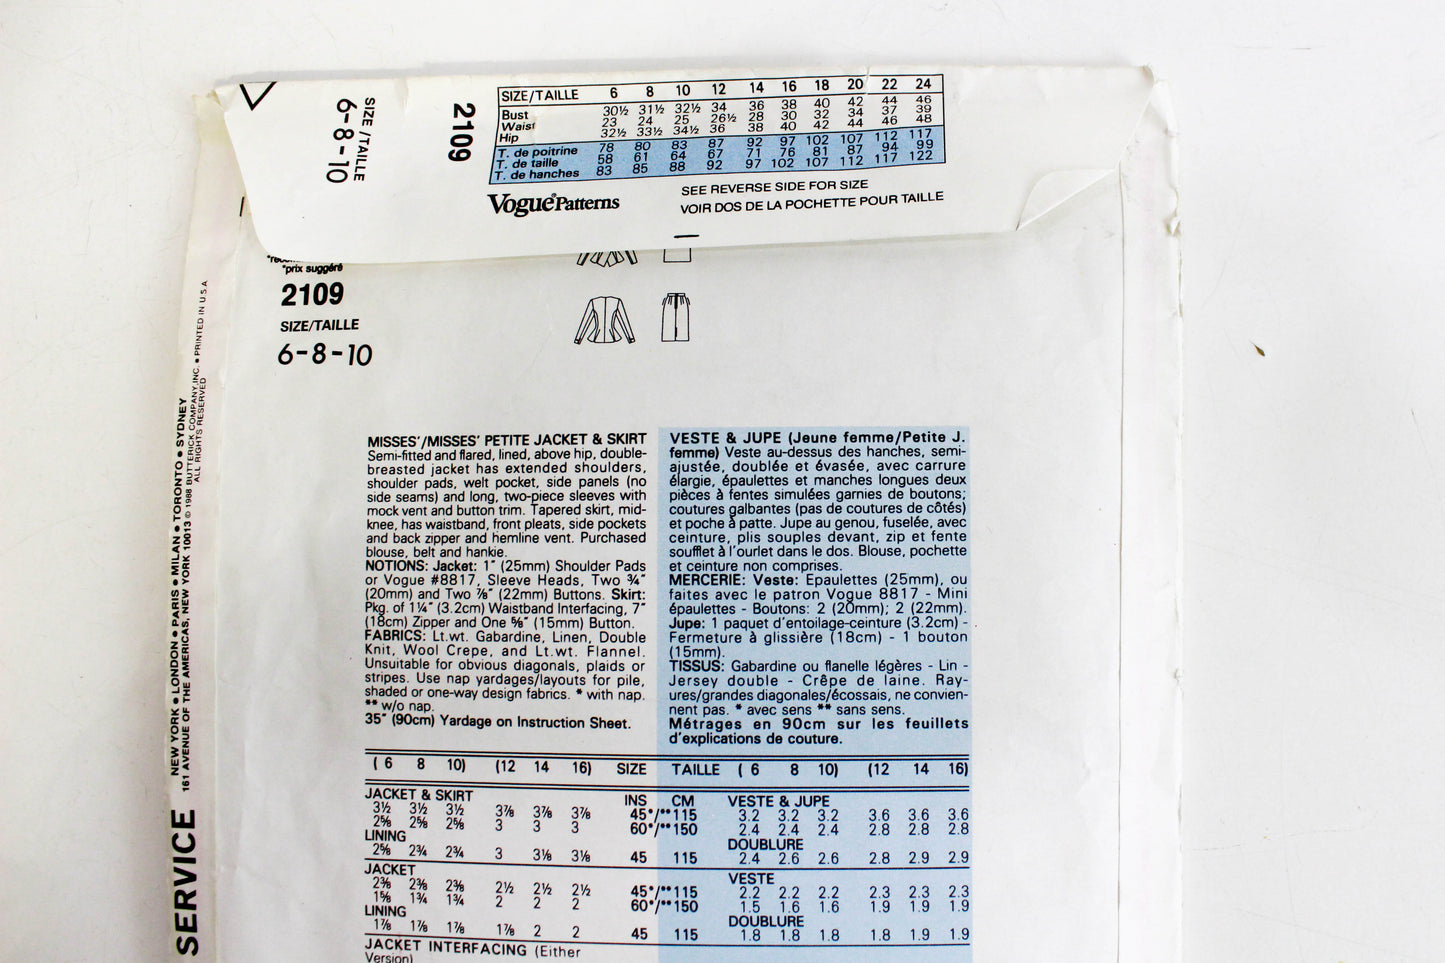 SIZE/TAILLE 6 8 10 12 14 16 18 20 22 24
Bust 30½ 31½ 32½ 34 36 38 40 42 44 46
Waist 23 24 25 26½ 28 30 32 34 37 39
Hip 32½ 33½ 34½ 36 38 40 42 44 46 48
T. de poitrine 78 80 83 87 92 97 102 107 112 117
T. de taille 58 61 64 67 71 76 81 87 94 99
T. de hanches 83 85 88 92 97 102 107 112 117 122
Vogue® Patterns
SEE REVERSE SIDE FOR SIZE
VOIR DOS DE LA POCHETTE POUR TAILLE
2109
SIZE /TAILLE
6-8-10
*prix suggéré
2109
SIZE/TAILLE
6-8-10
SERVICE
NEW YORK • LONDON • PARIS • MILAN • TORONTO • SYDNEY
161 AVENUE OF THE AMERICAS, NEW YORK 10013 © 1988 BUTTERICK COMPANY, INC. • PRINTED IN U.S.A
ALL RIGHTS RESERVED
MISSES'/MISSES' PETITE JACKET & SKIRT
Semi-fitted and flared, lined, above hip, double-
breasted jacket has extended shoulders,
shoulder pads, welt pocket, side panels (no
side seams) and long, two-piece sleeves with
mock vent and button trim. Tapered skirt, mid-
knee, has waistband, front pleats, side pockets
and back zipper and hemline vent. Purchased
blouse, belt and hankie.
NOTIONS: Jacket: 1" (25mm) Shoulder Pads
or Vogue #8817, Sleeve Heads, Two ¾"
(20mm) and Two ⅞" (22mm) Buttons. Skirt:
Pkg. of 1¼" (3.2cm) Waistband Interfacing, 7"
(18cm) Zipper and One ⅝" (15mm) Button.
FABRICS: Lt.wt. Gabardine, Linen, Double
Knit, Wool Crepe, and Lt.wt. Flannel.
Unsuitable for obvious diagonals, plaids or
stripes. Use nap yardages/layouts for pile,
shaded or one-way design fabrics. * with nap.
** w/o nap.
35" (90cm) Yardage on Instruction Sheet.
VESTE & JUPE (Jeune femme/Petite J.
femme) Veste au-dessus des hanches, semi-
ajustée, doublée et évasée, avec carrure
élargie, épaulettes et manches longues deux
pièces à fentes simulées garnies de boutons;
coutures galbantes (pas de coutures de côtés)
et poche à patte. Jupe au genou, fuselée, avec
ceinture, plis souples devant, zip et fente
soufflet à l'ourlet dans le dos. Blouse, pochette
et ceinture non comprises.
MERCERIE: Veste: Epaulettes (25mm), ou
faites avec le patron Vogue 8817 - Mini
épaulettes - Boutons: 2 (20mm); 2 (22mm).
Jupe: 1 paquet d'entoilage-ceinture (3.2cm) -
Fermeture à glissière (18cm) - 1 bouton
(15mm).
TISSUS: Gabardine ou flanelle légères - Lin -
Jersey double - Crêpe de laine. Ray-
ures/grandes diagonales/écossais, ne convien-
nent pas. * avec sens ** sans sens.
Métrages en 90cm sur les feuillets
d'explications de couture.
( 6 8 10) (12 14 16) SIZE TAILLE ( 6 8 10) (12 14 16)
JACKET & SKIRT INS CM VESTE & JUPE
3½ 3½ 3½ 3⅞ 3⅞ 3⅞ 45*/**115 3.2 3.2 3.2 3.6 3.6 3.6
2⅝ 2⅝ 2⅝ 3 3 3 60*/**150 2.4 2.4 2.4 2.8 2.8 2.8
LINING DOUBLURE
2⅝ 2¾ 2¾ 3 3⅛ 3⅛ 45 115 2.4 2.6 2.6 2.8 2.9 2.9
JACKET VESTE
2⅜ 2⅜ 2⅜ 2½ 2½ 2½ 45*/**115 2.2 2.2 2.2 2.3 2.3 2.3
1⅝ 1¾ 1¾ 2 2 2 60*/**150 1.5 1.6 1.6 1.9 1.9 1.9
LINING DOUBLURE
1⅞ 1⅞ 1⅞ 1⅞ 2 2 45 115 1.8 1.8 1.8 1.8 1.9 1.9
JACKET INTERFACING (Either
Version)